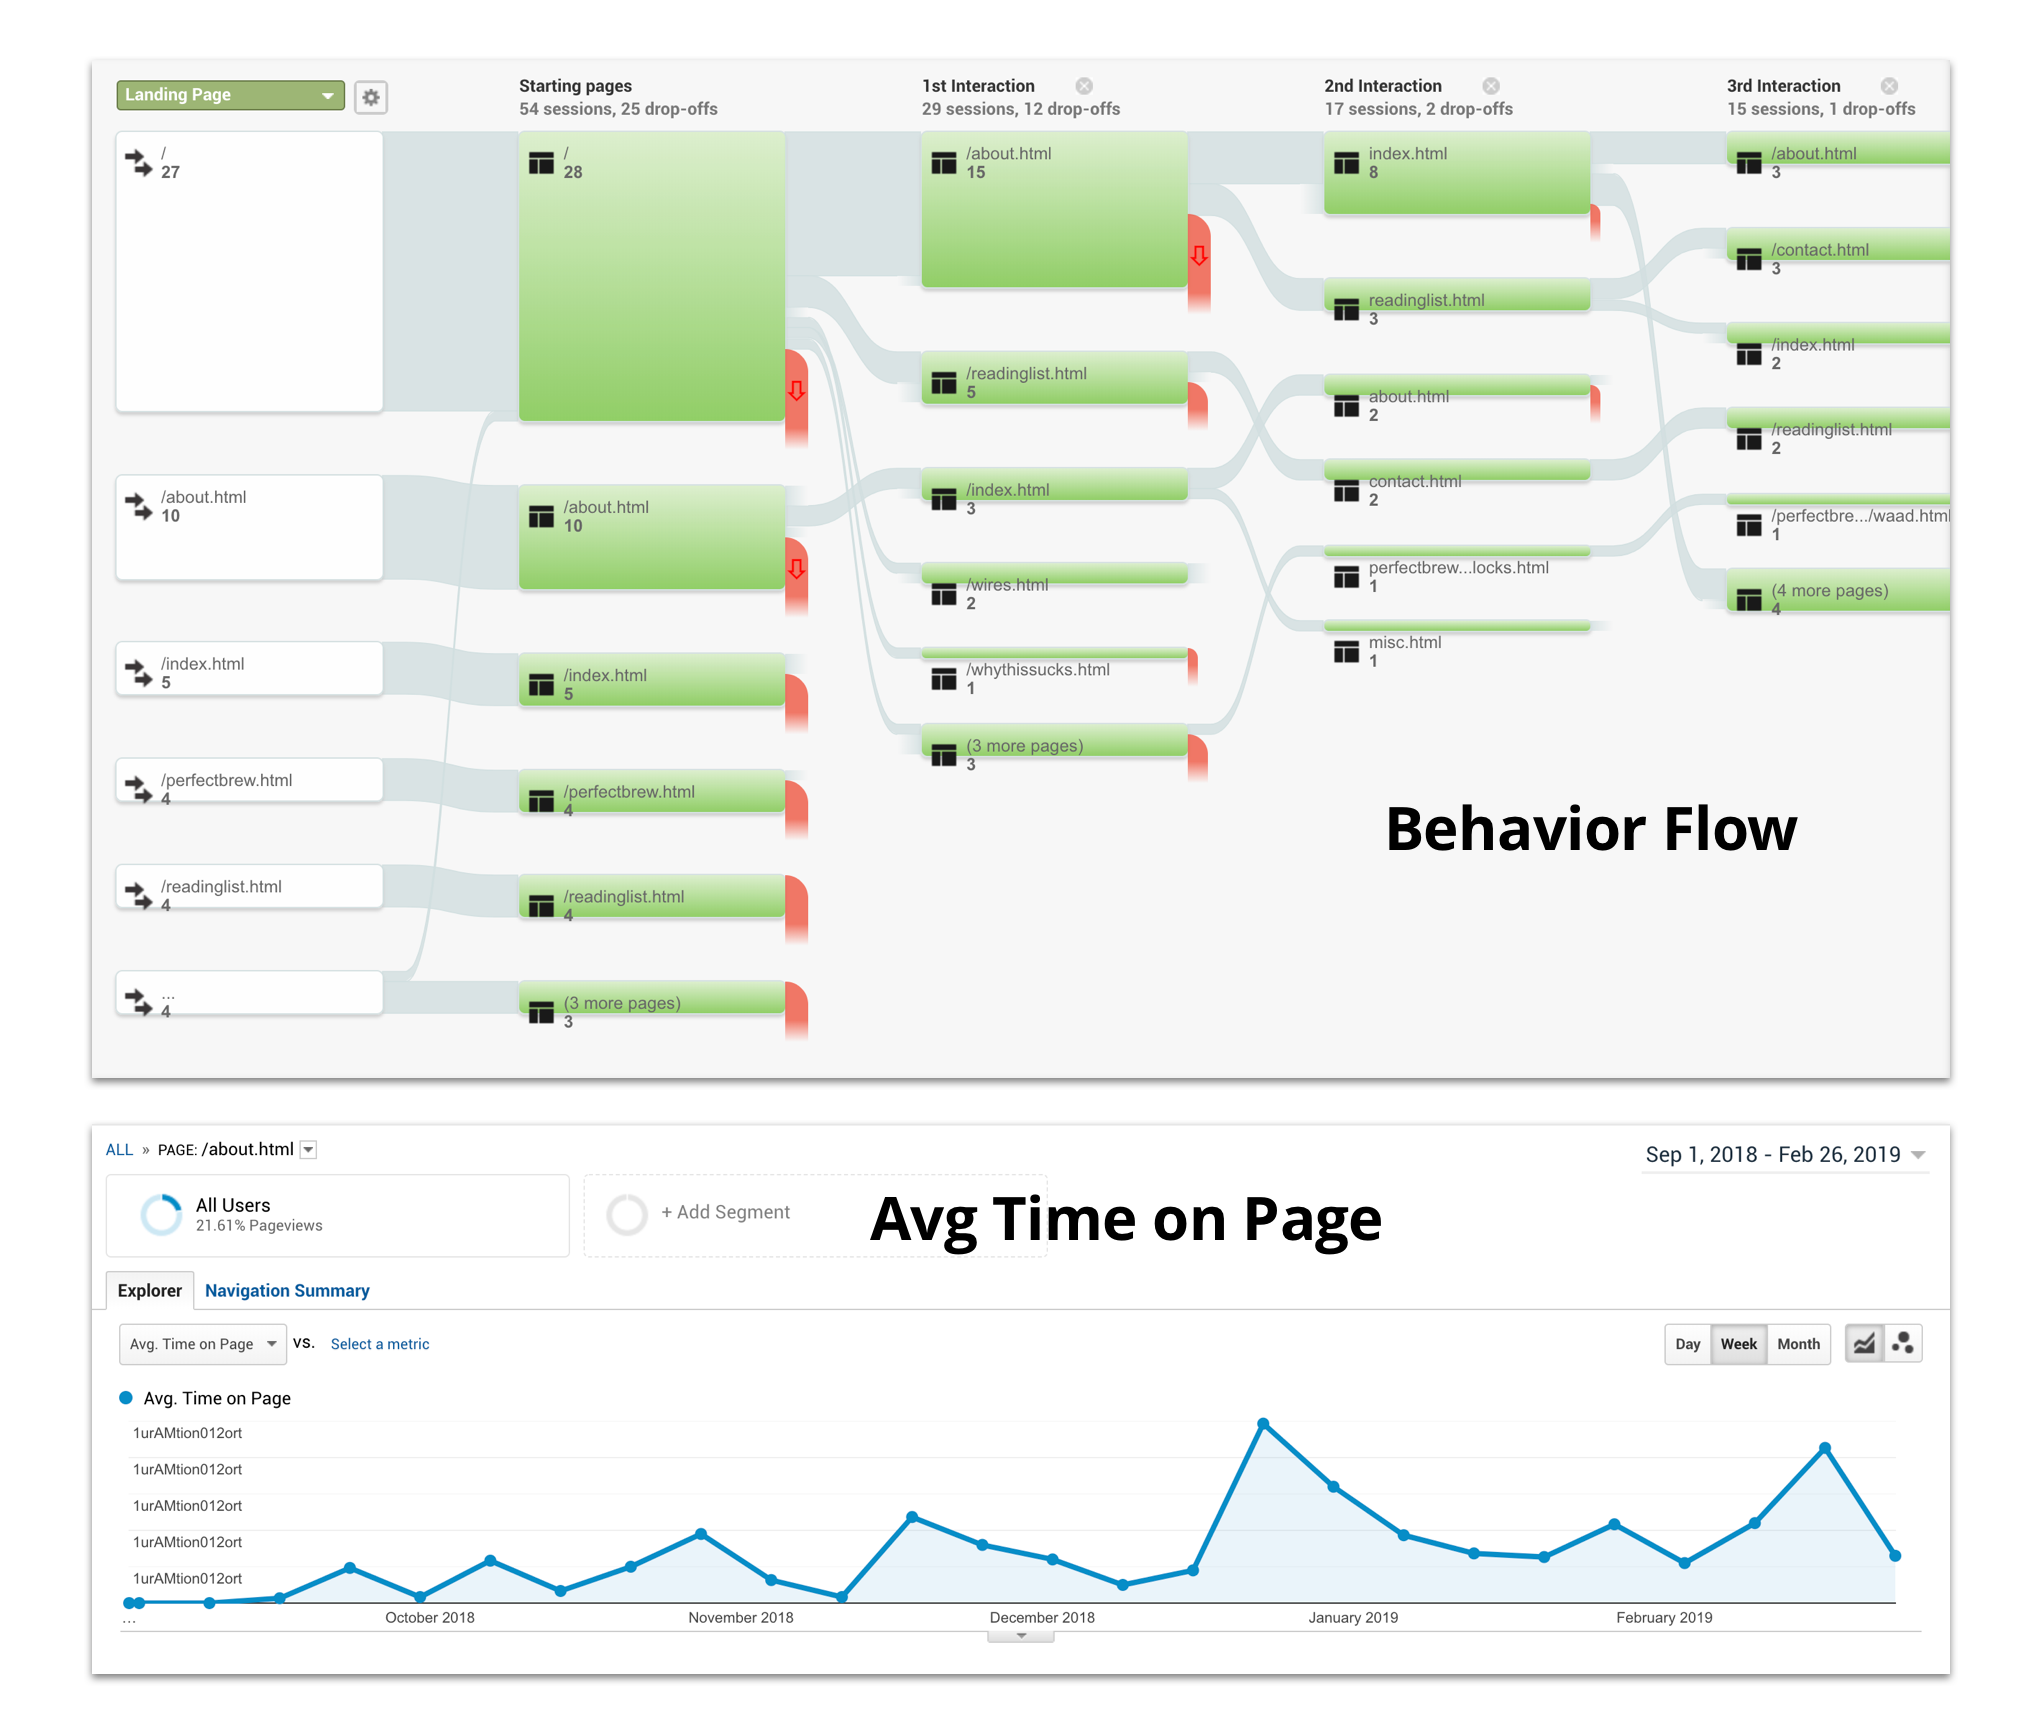 Landing Page
Starting pages
54 sessions, 25 drop-offs
1st Interaction
29 sessions, 12 drop-offs
2nd Interaction
17 sessions, 2 drop-offs
3rd Interaction
15 sessions, 1 drop-offs
/
27
/about.html
10
/index.html
5
/perfectbrew.html
4
/readinglist.html
4
...
4
/
28
/about.html
10
/index.html
5
/perfectbrew.html
4
/readinglist.html
4
(3 more pages)
3
/about.html
15
/readinglist.html
5
/index.html
3
/wires.html
2
/whythissucks.html
1
(3 more pages)
3
index.html
8
readinglist.html
3
about.html
2
contact.html
2
perfectbrew...locks.html
1
misc.html
1
/about.html
3
/contact.html
3
/index.html
2
/readinglist.html
2
/perfectbre.../waad.html
1
(4 more pages)
4
Behavior Flow
ALL » PAGE: /about.html
Sep 1, 2018 - Feb 26, 2019
All Users
21.61% Pageviews
+ Add Segment
Avg Time on Page
Explorer
Navigation Summary
Avg. Time on Page
VS.
Select a metric
Day
Week
Month
Avg. Time on Page
1urAMtion012ort
1urAMtion012ort
1urAMtion012ort
1urAMtion012ort
1urAMtion012ort
...
October 2018
November 2018
December 2018
January 2019
February 2019